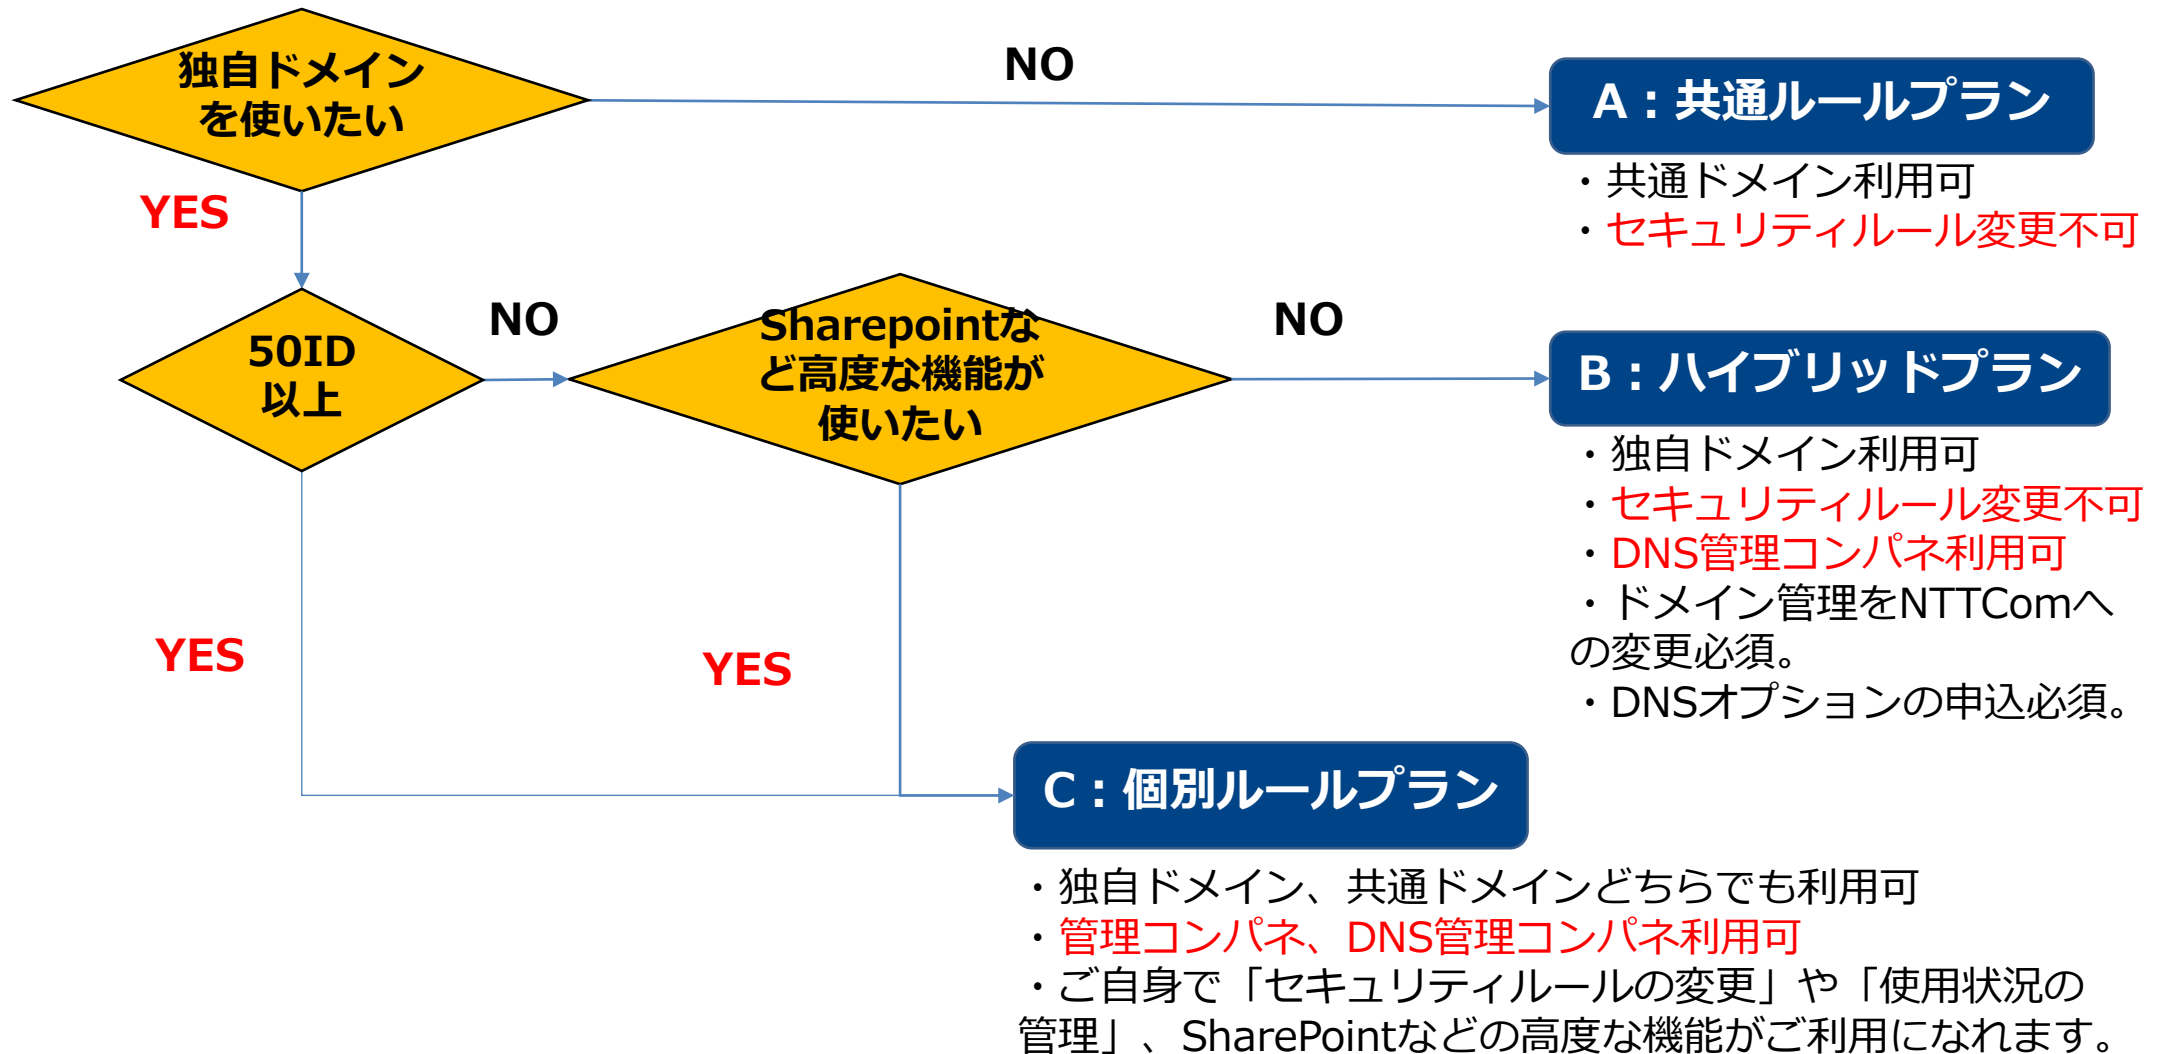 独自ドメイン
を使いたい
NO
A：共通ルールプラン
・共通ドメイン利用可
・セキュリティルール変更不可
YES
50ID
以上
NO
Sharepointな
ど高度な機能が
使いたい
NO
B：ハイブリッドプラン
・独自ドメイン利用可
・セキュリティルール変更不可
・DNS管理コンパネ利用可
・ドメイン管理をNTTComへ
の変更必須。
・DNSオプションの申込必須。
YES
YES
C：個別ルールプラン
・独自ドメイン、共通ドメインどちらでも利用可
・管理コンパネ、DNS管理コンパネ利用可
・ご自身で「セキュリティルールの変更」や「使用状況の
管理」、SharePointなどの高度な機能がご利用になれます。